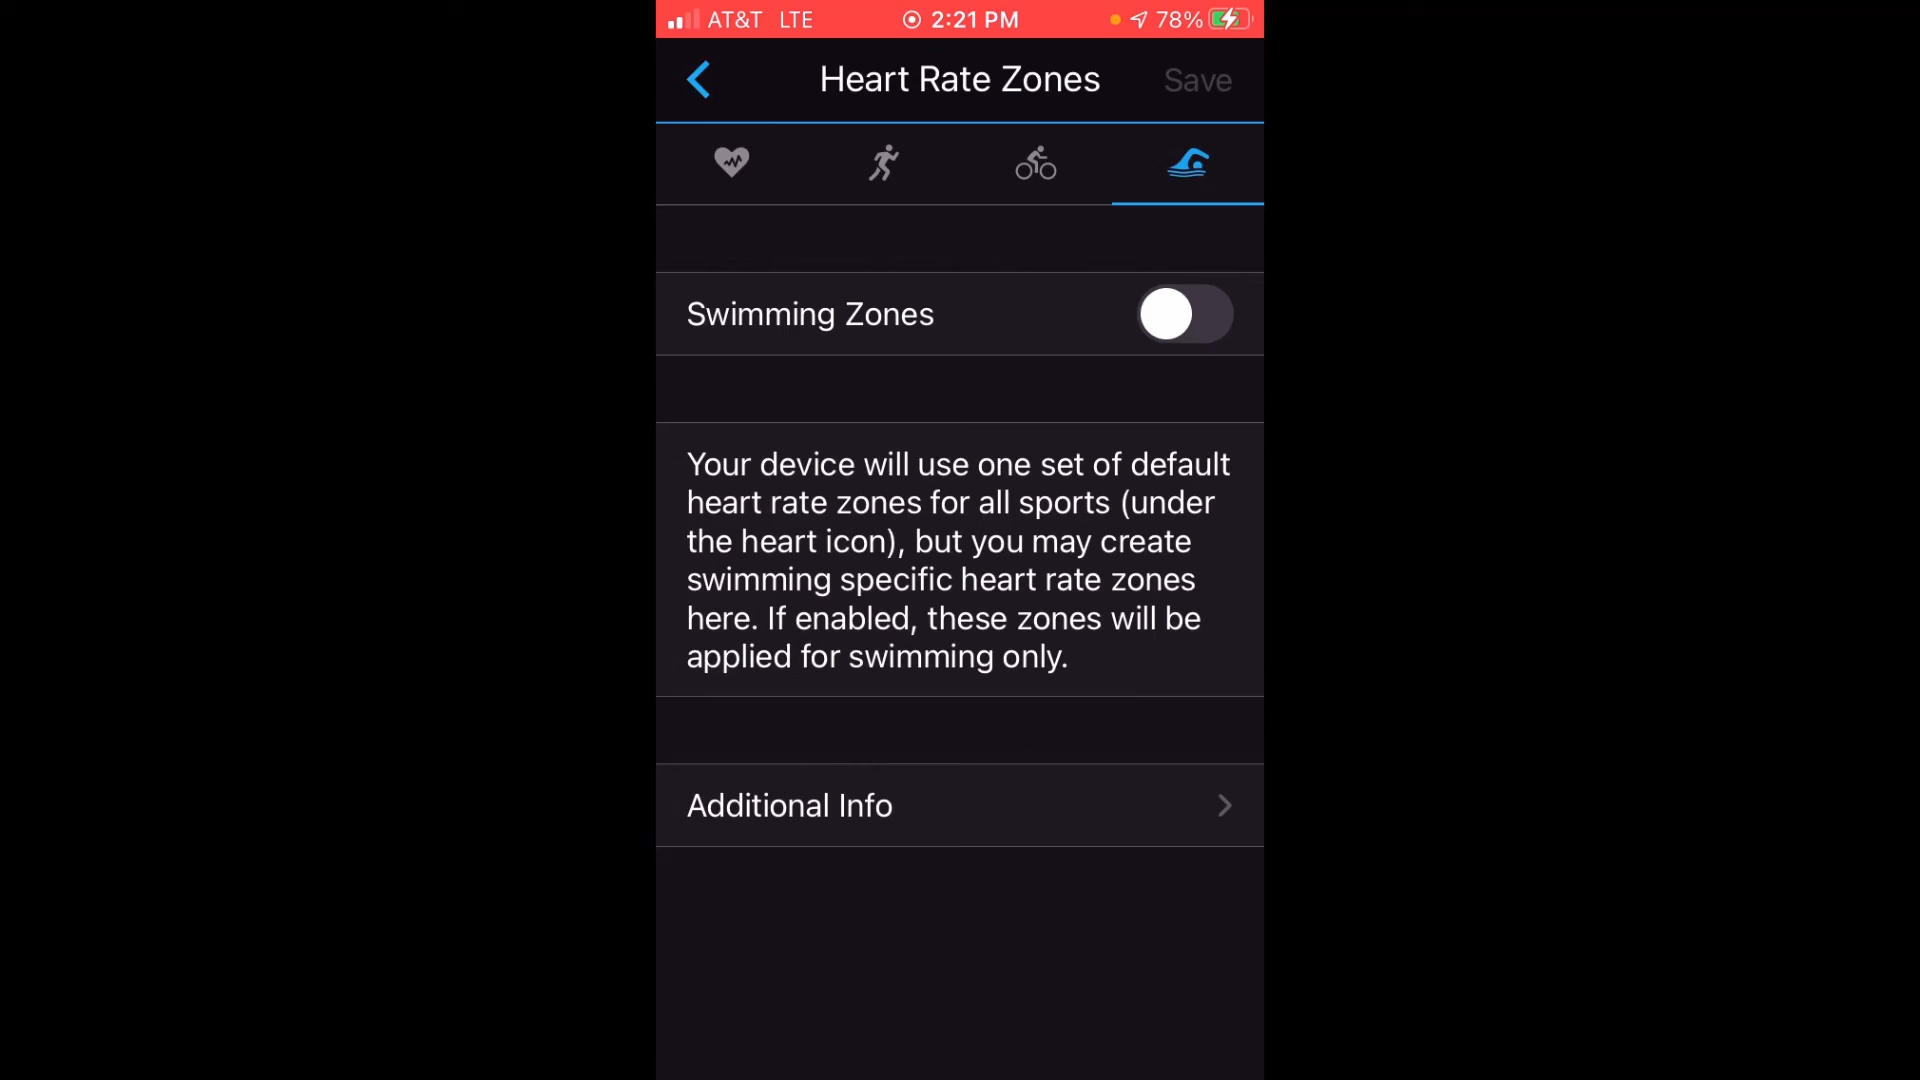 AT&T LTE 2:21 PM 78%
Heart Rate Zones Save
Swimming Zones
Your device will use one set of default
heart rate zones for all sports (under
the heart icon), but you may create
swimming specific heart rate zones
here. If enabled, these zones will be
applied for swimming only.
Additional Info